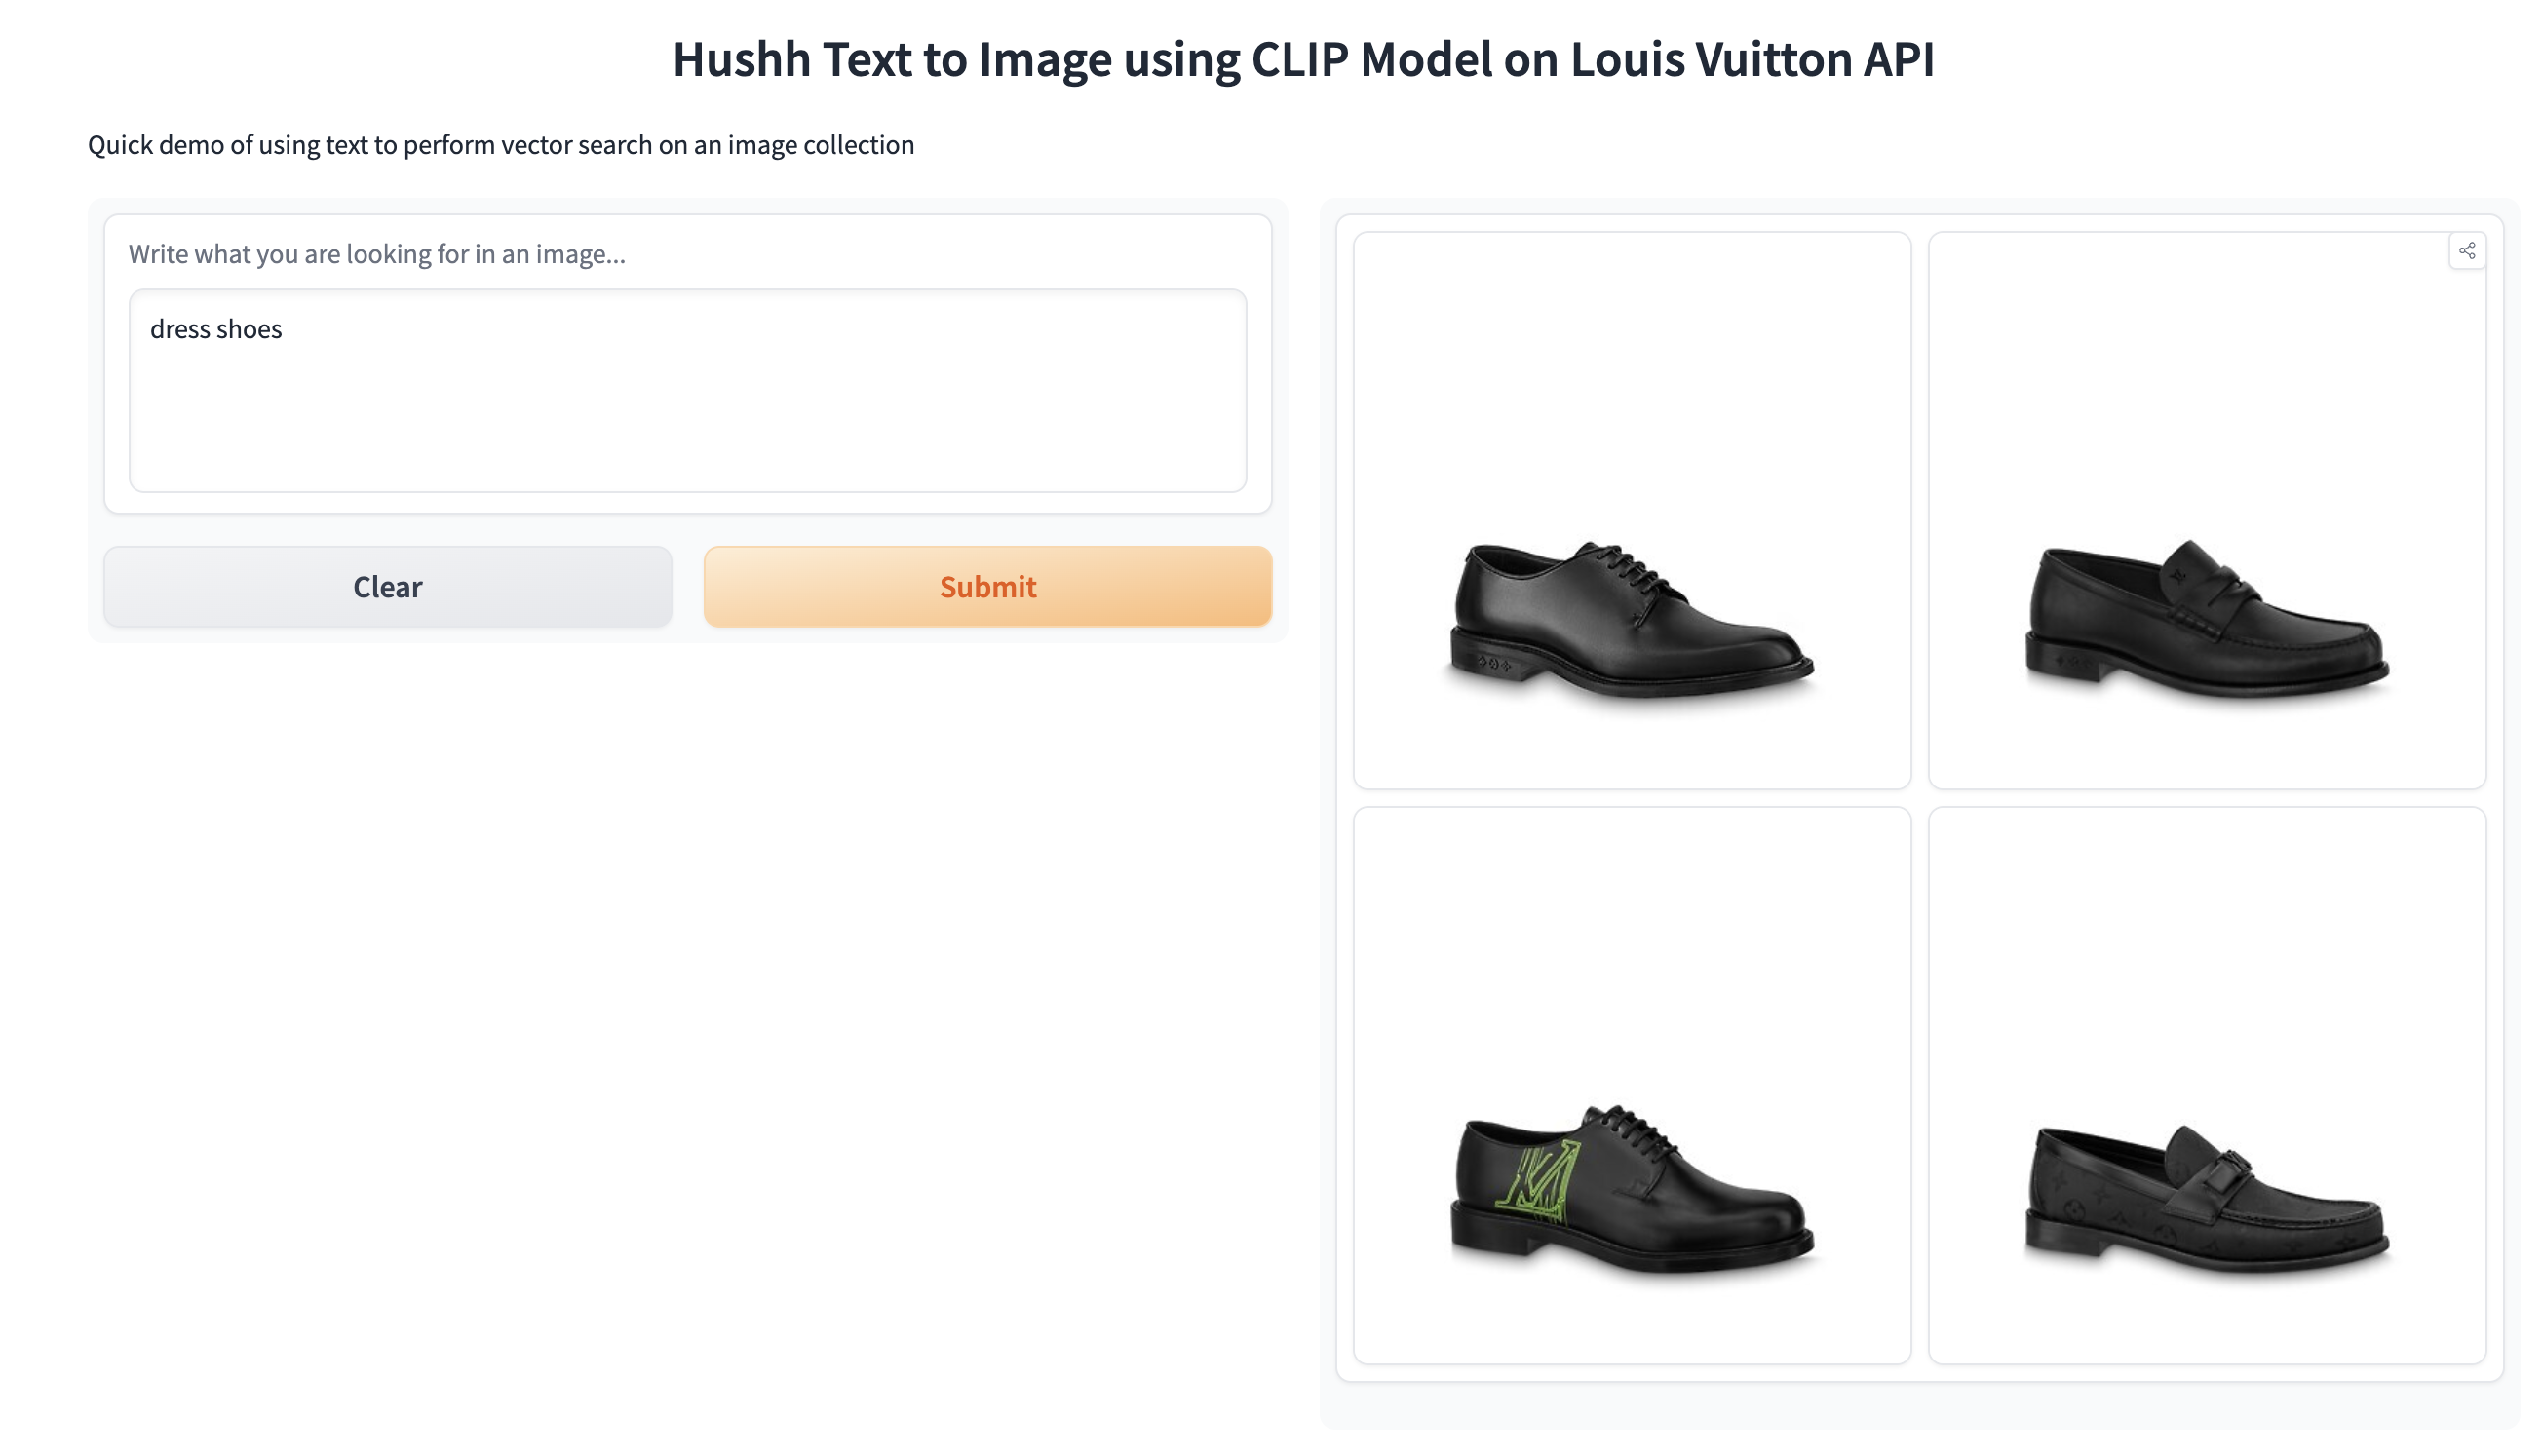 Hushh Text to Image using CLIP Model on Louis Vuitton API
Quick demo of using text to perform vector search on an image collection
Write what you are looking for in an image...
dress shoes
Clear
Submit
LV